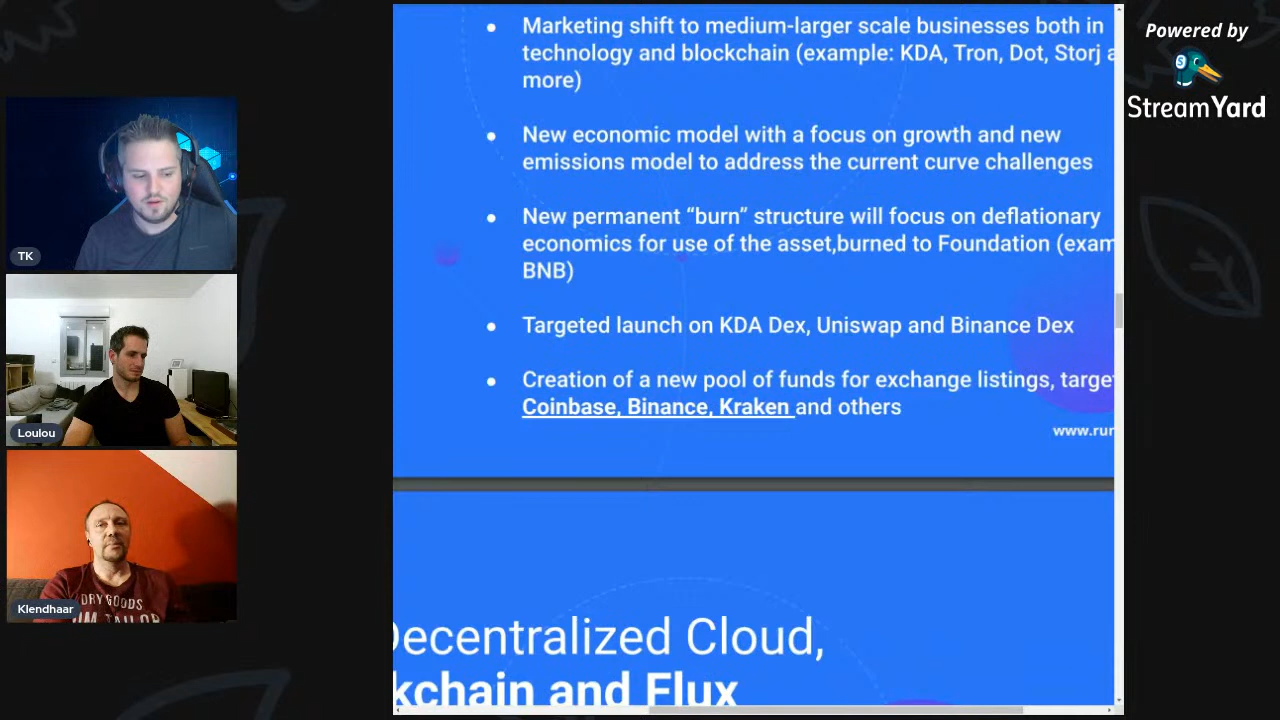 Powered by
StreamYard
TK
Loulou
Klendhaar
DRY GOODS
● Marketing shift to medium-larger scale businesses both in
technology and blockchain (example: KDA, Tron, Dot, Storj a
more)
● New economic model with a focus on growth and new
emissions model to address the current curve challenges
● New permanent “burn” structure will focus on deflationary
economics for use of the asset,burned to Foundation (exam
BNB)
● Targeted launch on KDA Dex, Uniswap and Binance Dex
● Creation of a new pool of funds for exchange listings, targe
Coinbase, Binance, Kraken and others
www.run
Decentralized Cloud,
kchain and Flux